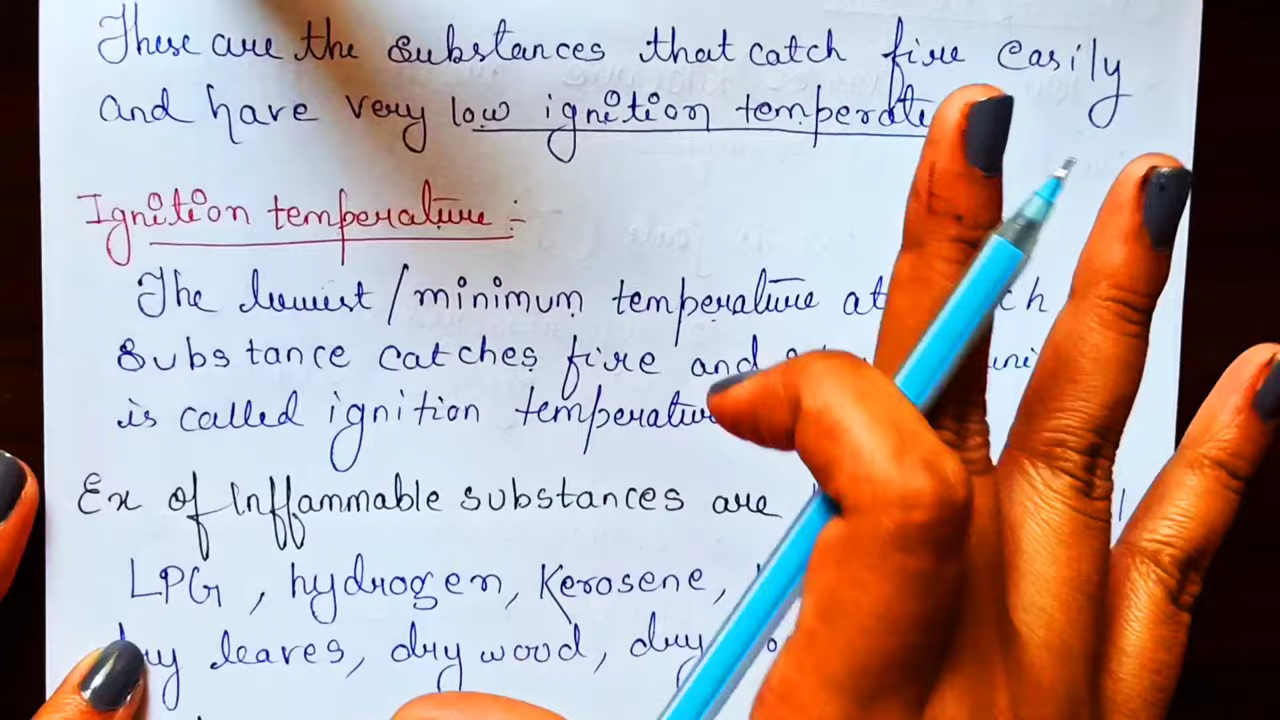 These are the substances that catch fire easily
and have very low ignition
Ignition temperature :-
The lowest / minimum temperature at
substance catches fire and
is called ignition
Ex of inflammable substances are
LPG, hydrogen, Kerosene,
leaves, dry wood, dry